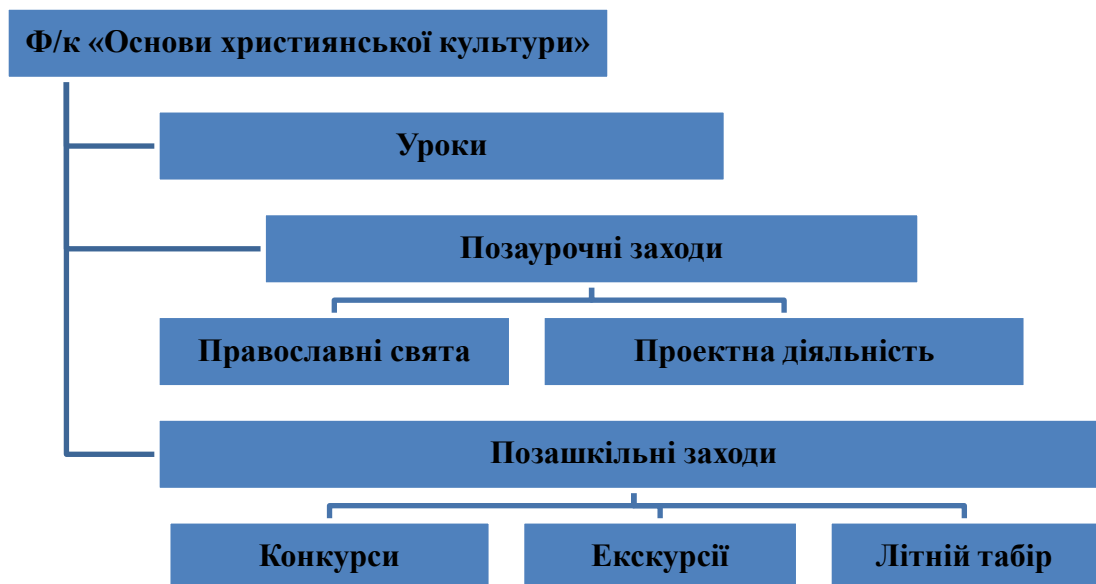 Ф/к «Основи християнської культури»
Уроки
Позаурочні заходи
Православні свята
Проектна діяльність
Позашкільні заходи
Конкурси
Екскурсії
Літній табір